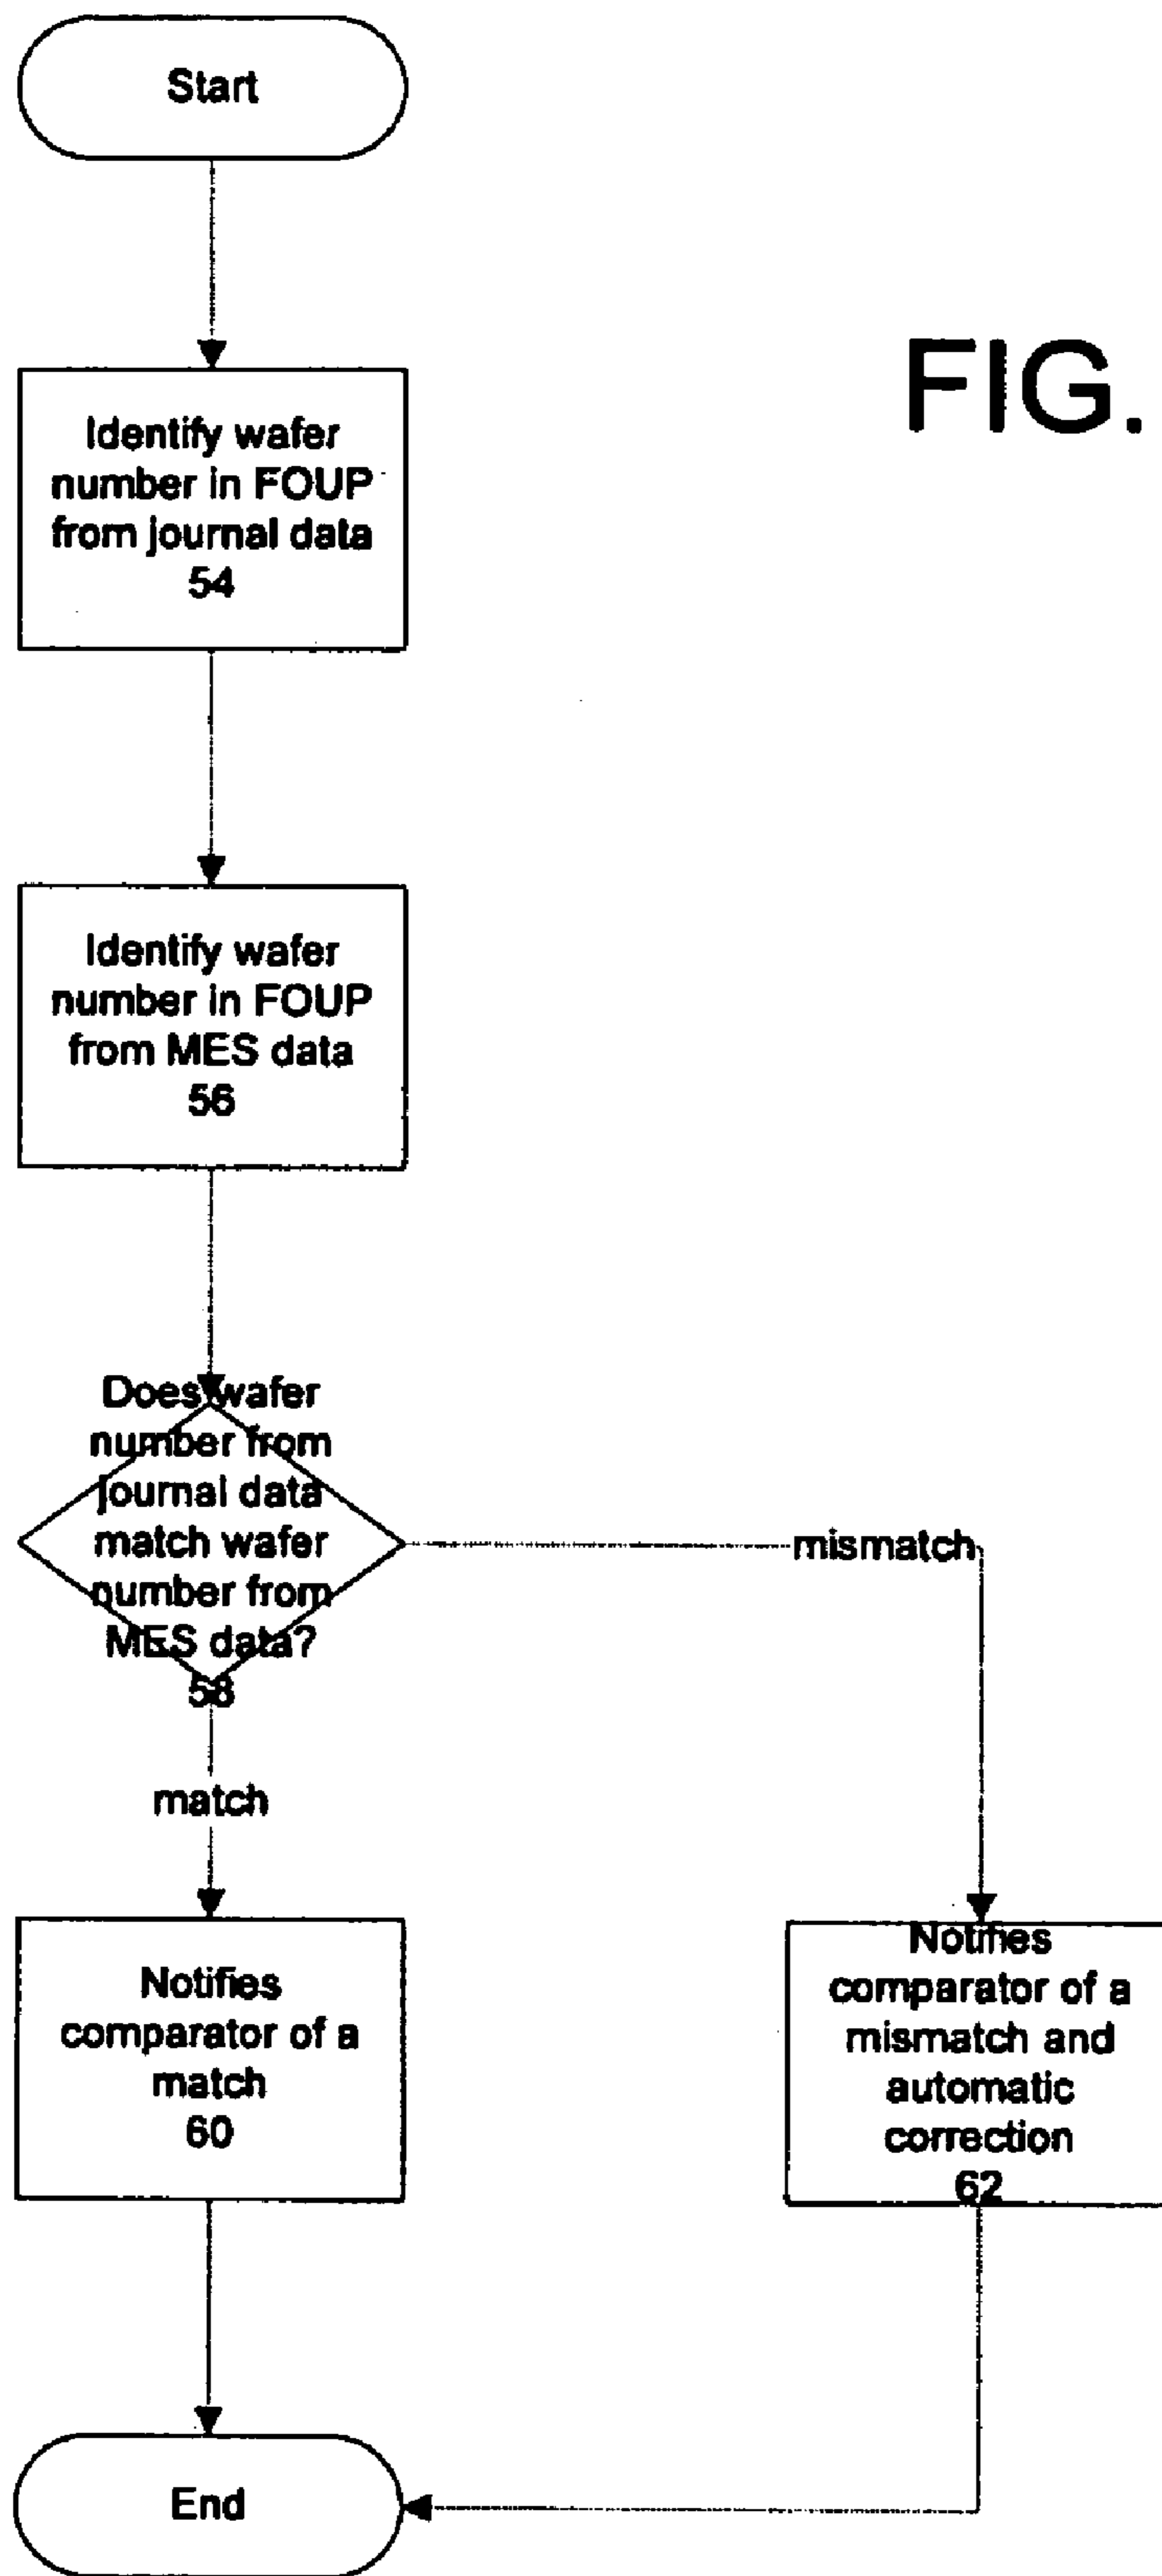 Start
FIG.
Identify wafer
number in FOUP
from journal data
54
Identify wafer
number in FOUP
from MES data
56
Does wafer
number from
journal data
match wafer
number from
MES data?
58
mismatch
match
Notifies
comparator of a
match
60
Notifies
comparator of a
mismatch and
automatic
correction
62
End